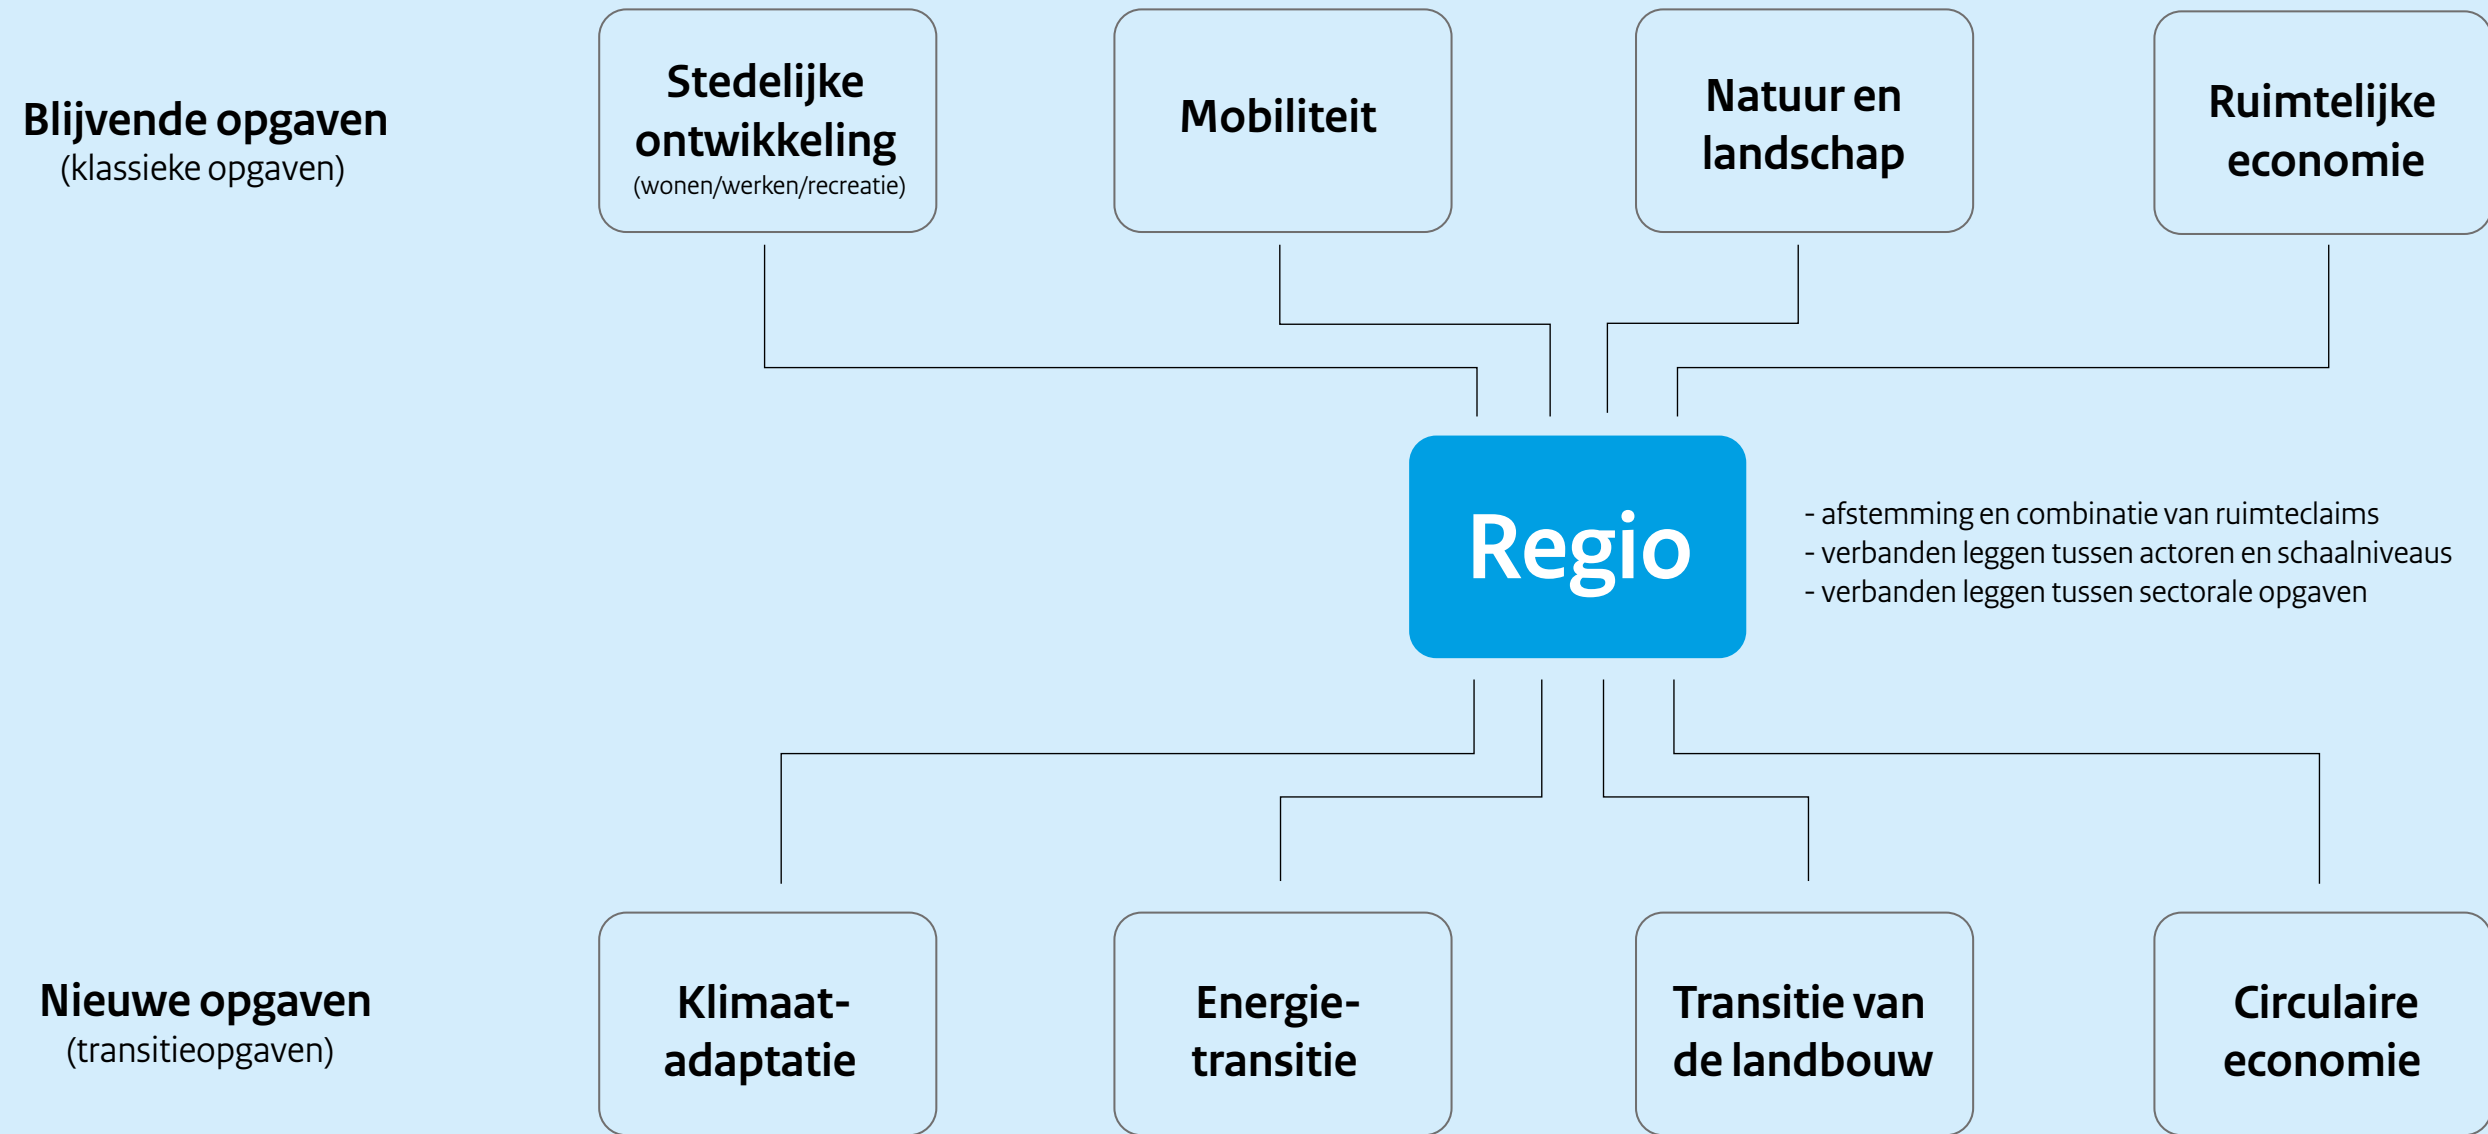 Blijvende opgaven
(klassieke opgaven)
Stedelijke
ontwikkeling
(wonen/werken/recreatie)
Mobiliteit
Natuur en
landschap
Ruimtelijke
economie
Regio
- afstemming en combinatie van ruimteclaims
- verbanden leggen tussen actoren en schaalniveaus
- verbanden leggen tussen sectorale opgaven
Nieuwe opgaven
(transitieopgaven)
Klimaat-
adaptatie
Energie-
transitie
Transitie van
de landbouw
Circulaire
economie